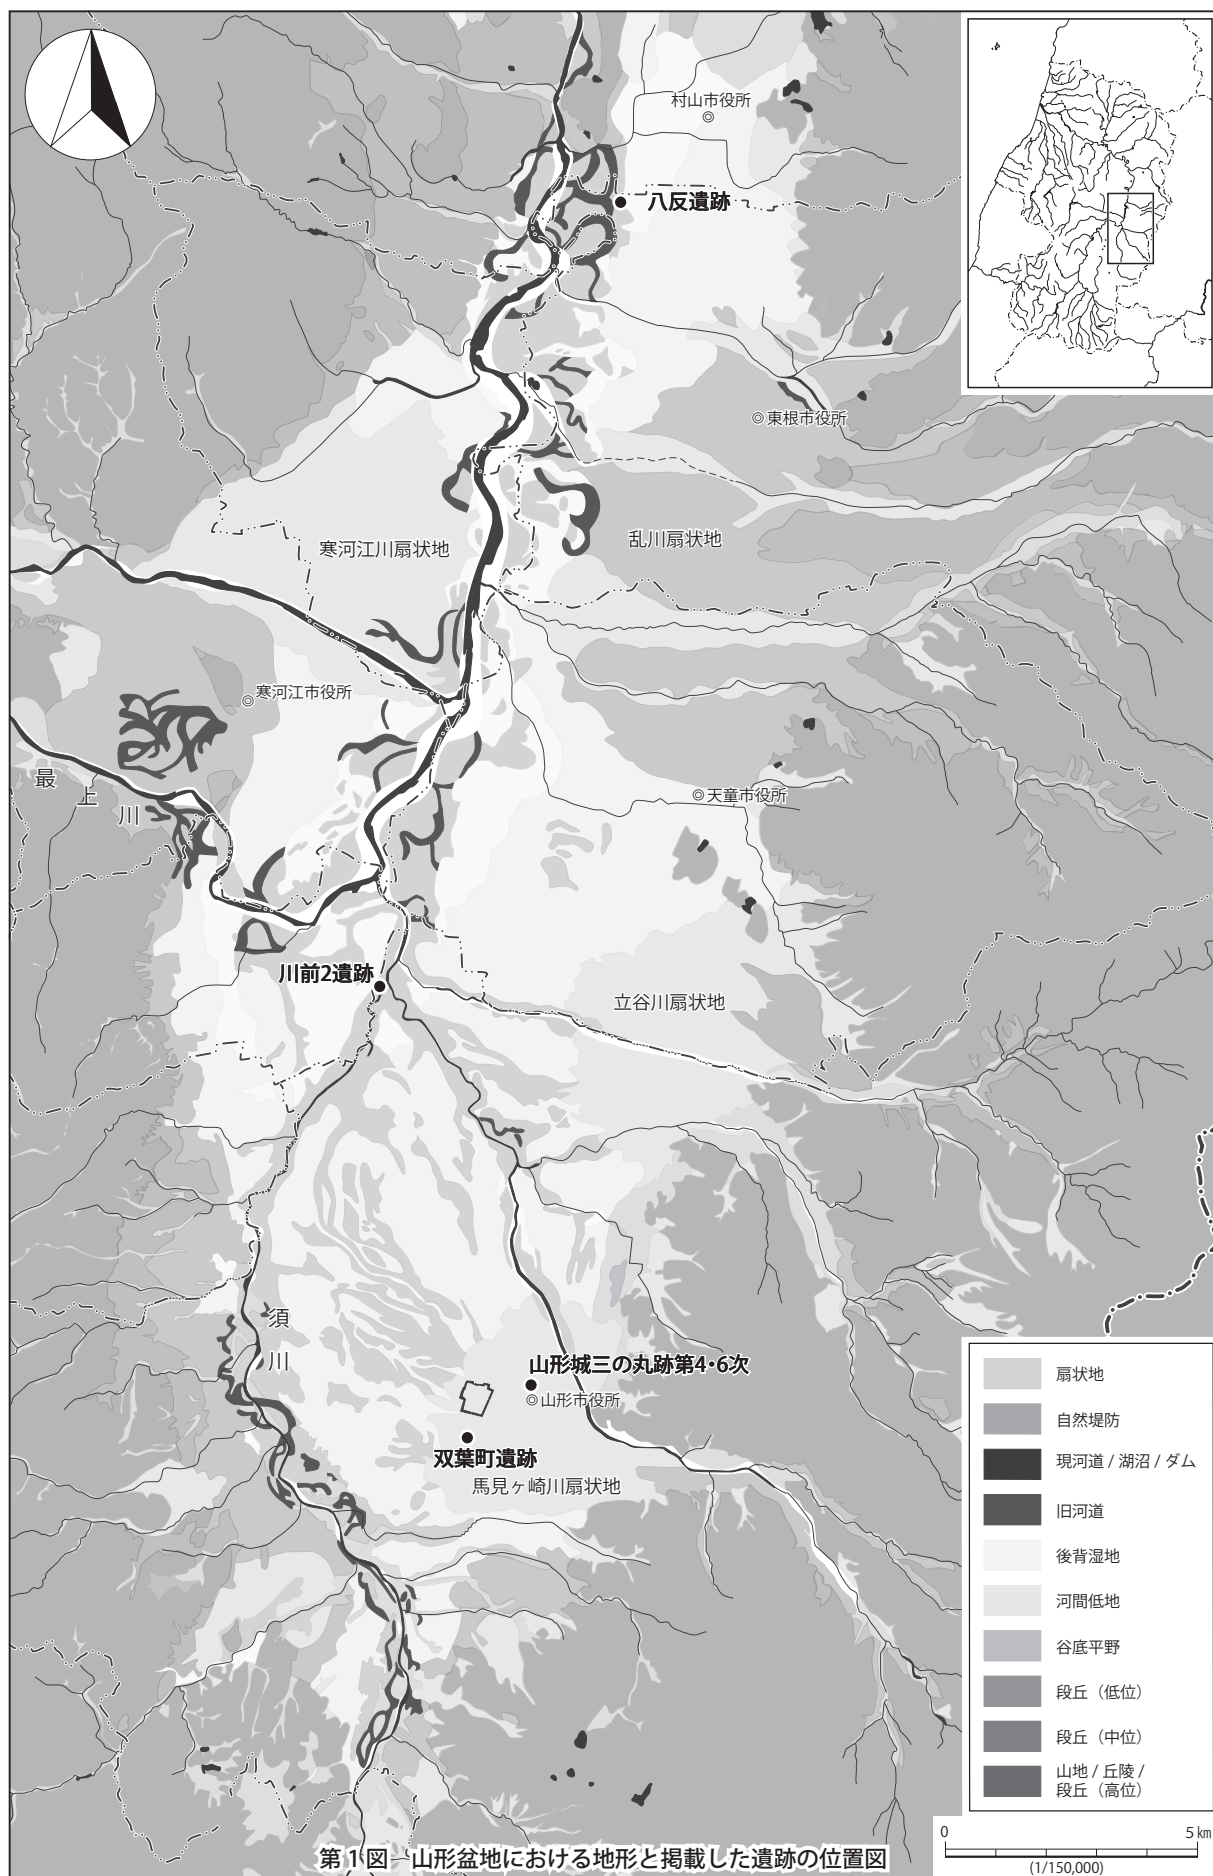 村山市役所
八反遺跡
東根市役所
寒河江川扇状地
乱川扇状地
寒河江市役所
最上川
天童市役所
川前2遺跡
立谷川扇状地
須川
山形城三の丸跡第4・6次
山形市役所
双葉町遺跡
馬見ヶ崎川扇状地
扇状地
自然堤防
現河道 / 湖沼 / ダム
旧河道
後背湿地
河間低地
谷底平野
段丘（低位）
段丘（中位）
山地 / 丘陵 /
段丘（高位）
0 5 ㎞
(1/150,000)
第 1 図　山形盆地における地形と掲載した遺跡の位置図